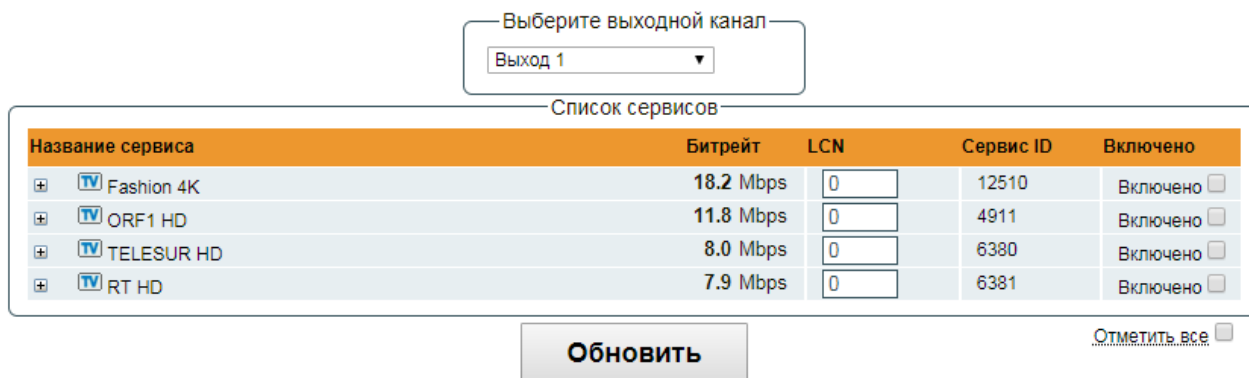 Выберите выходной канал
Выход 1
Список сервисов
Название сервиса Битрейт LCN Сервис ID Включено
TV Fashion 4K 18.2 Mbps 0 12510 Включено
TV ORF1 HD 11.8 Mbps 0 4911 Включено
TV TELESUR HD 8.0 Mbps 0 6380 Включено
TV RT HD 7.9 Mbps 0 6381 Включено
Обновить Отметить все